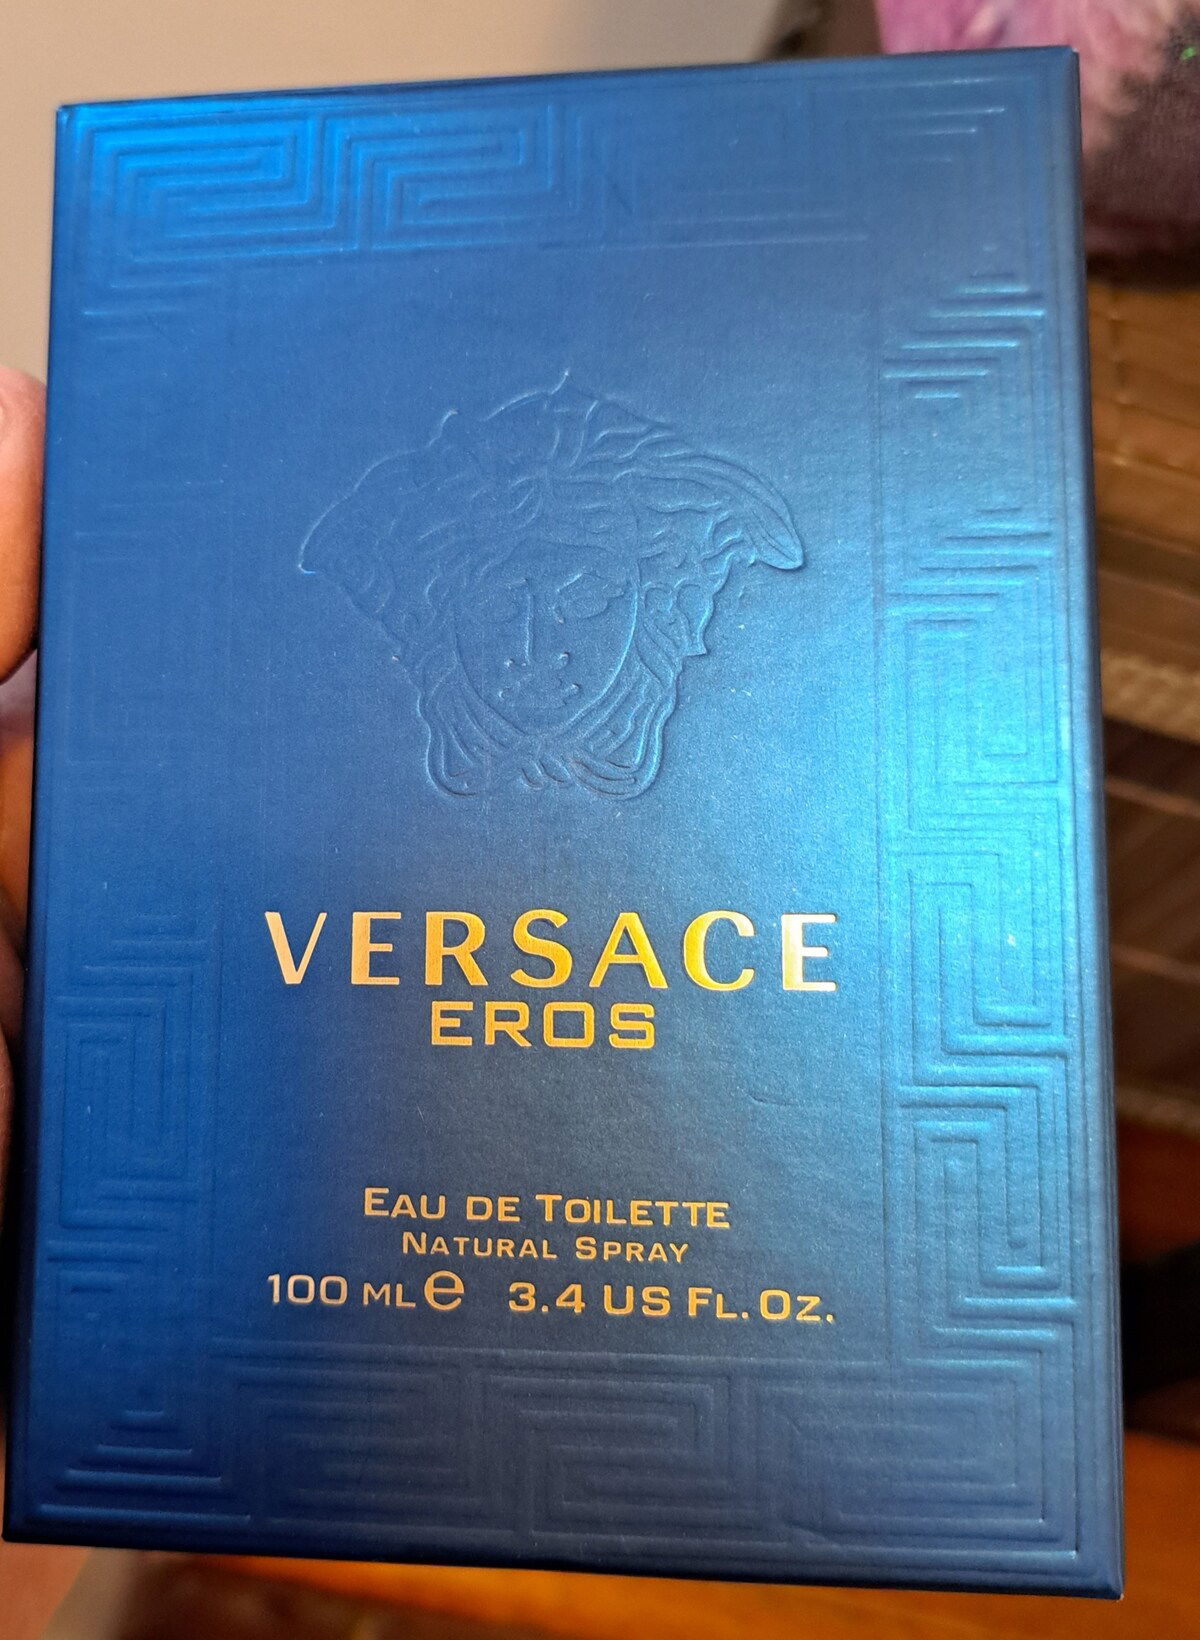 VERSACE
EROS
EAU DE TOILETTE
NATURAL SPRAY
100 ML e 3.4 US FL. OZ.